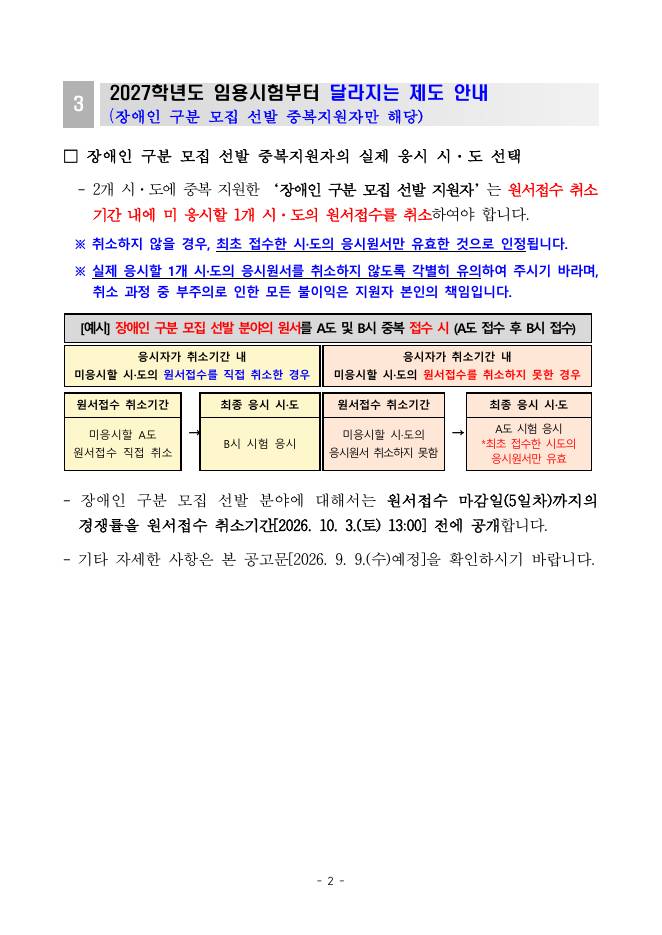 3
2027학년도 임용시험부터 달라지는 제도 안내
(장애인 구분 모집 선발 중복지원자만 해당)
□ 장애인 구분 모집 선발 중복지원자의 실제 응시 시·도 선택
- 2개 시·도에 중복 지원한 ‘장애인 구분 모집 선발 지원자’는 원서접수 취소
기간 내에 미 응시할 1개 시·도의 원서접수를 취소하여야 합니다.
※ 취소하지 않을 경우, 최초 접수한 시·도의 응시원서만 유효한 것으로 인정됩니다.
※ 실제 응시할 1개 시·도의 응시원서를 취소하지 않도록 각별히 유의하여 주시기 바라며,
취소 과정 중 부주의로 인한 모든 불이익은 지원자 본인의 책임입니다.
[예시] 장애인 구분 모집 선발 분야의 원서를 A도 및 B시 중복 접수 시 (A도 접수 후 B시 접수)
응시자가 취소기간 내
미응시할 시·도의 원서접수를 직접 취소한 경우
응시자가 취소기간 내
미응시할 시·도의 원서접수를 취소하지 못한 경우
원서접수 취소기간
최종 응시 시·도
원서접수 취소기간
최종 응시 시·도
미응시할 A도
원서접수 직접 취소
→
B시 시험 응시
미응시할 시·도의
응시원서 취소하지 못함
→
A도 시험 응시
*최초 접수한 시도의
응시원서만 유효
- 장애인 구분 모집 선발 분야에 대해서는 원서접수 마감일(5일차)까지의
경쟁률을 원서접수 취소기간[2026. 10. 3.(토) 13:00] 전에 공개합니다.
- 기타 자세한 사항은 본 공고문[2026. 9. 9.(수)예정]을 확인하시기 바랍니다.
- 2 -